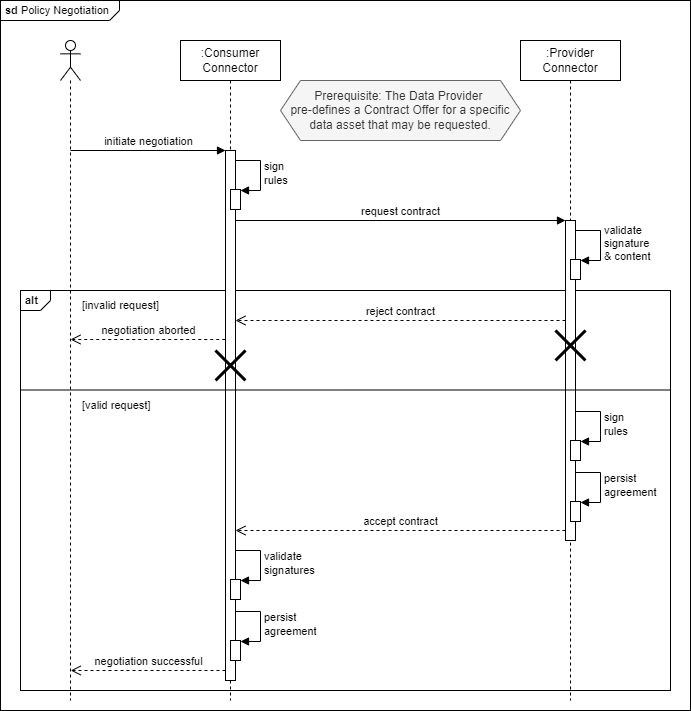 sd Policy Negotiation
:Consumer
Connector
:Provider
Connector
Prerequisite: The Data Provider
pre-defines a Contract Offer for a specific
data asset that may be requested.
initiate negotiation
sign
rules
request contract
validate
signature
& content
alt
[invalid request]
reject contract
negotiation aborted
[valid request]
sign
rules
persist
agreement
accept contract
validate
signatures
persist
agreement
negotiation successful